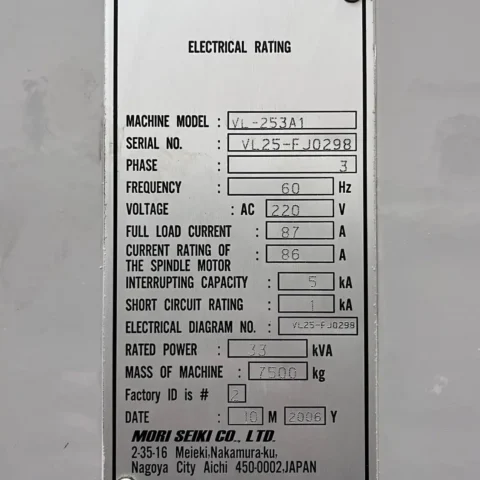 ELECTRICAL RATING
MACHINE MODEL : VL-253A1
SERIAL NO. : VL25-FJ0298
PHASE : 3
FREQUENCY : 60 Hz
VOLTAGE : AC 220 V
FULL LOAD CURRENT : 87 A
CURRENT RATING OF
THE SPINDLE MOTOR : 86 A
INTERRUPTING CAPACITY : 5 kA
SHORT CIRCUIT RATING : 1 kA
ELECTRICAL DIAGRAM NO. : VL25-FJ0298
RATED POWER : 33 kVA
MASS OF MACHINE : 7500 kg
Factory ID is # 2
DATE : 10 M 2006 Y
MORI SEIKI CO., LTD.
2-35-16 Meieki,Nakamura-ku,
Nagoya City Aichi 450-0002,JAPAN